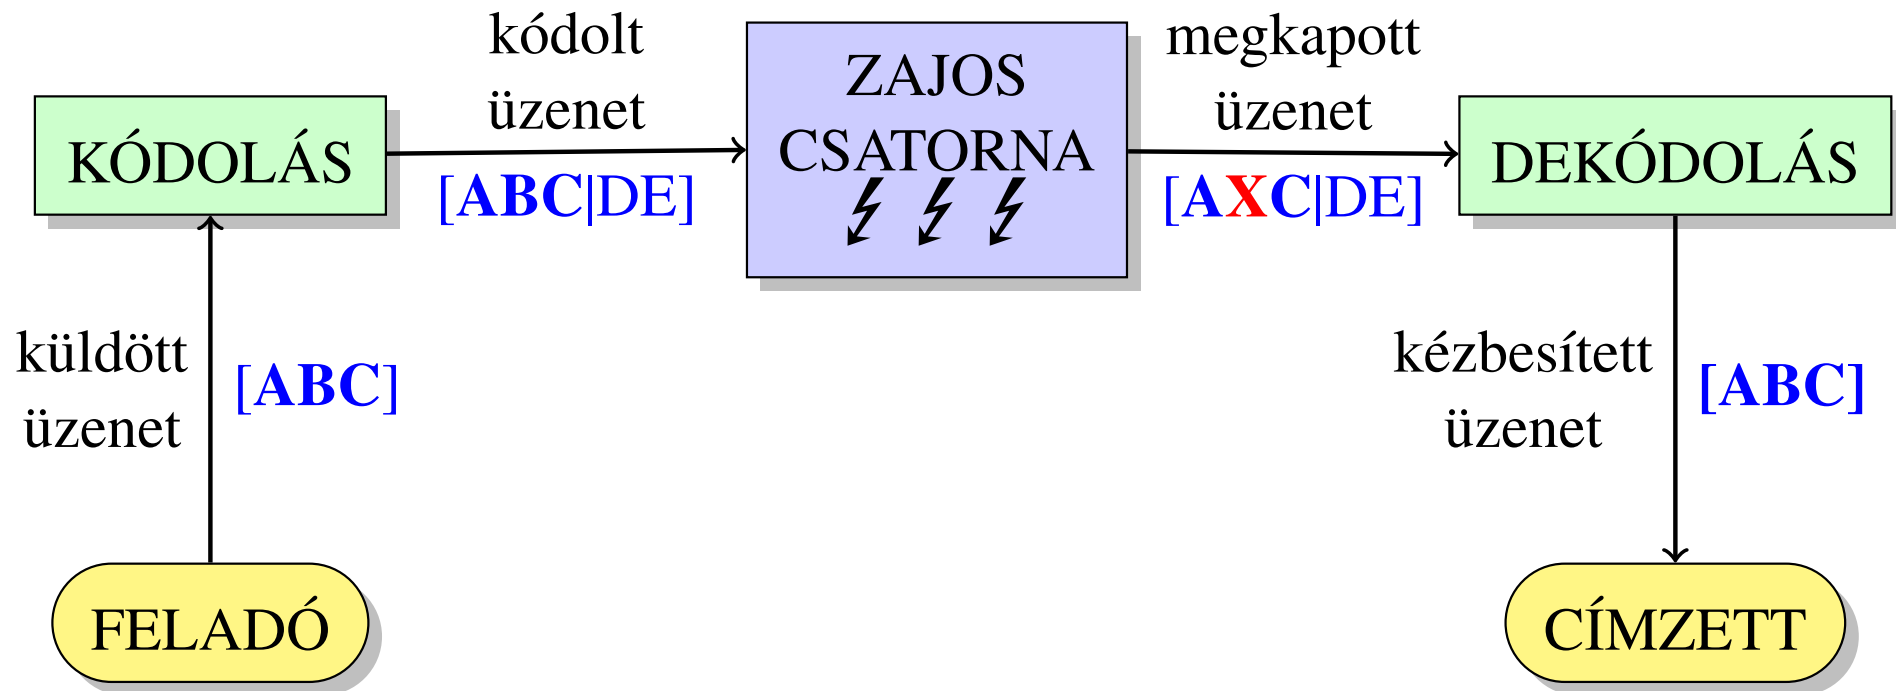 kódolt
üzenet
ZAJOS
CSATORNA
megkapott
üzenet
KÓDOLÁS
[ABC|DE]
[AXC|DE]
DEKÓDOLÁS
küldött
üzenet
[ABC]
kézbesített
üzenet
[ABC]
FELADÓ
CÍMZETT